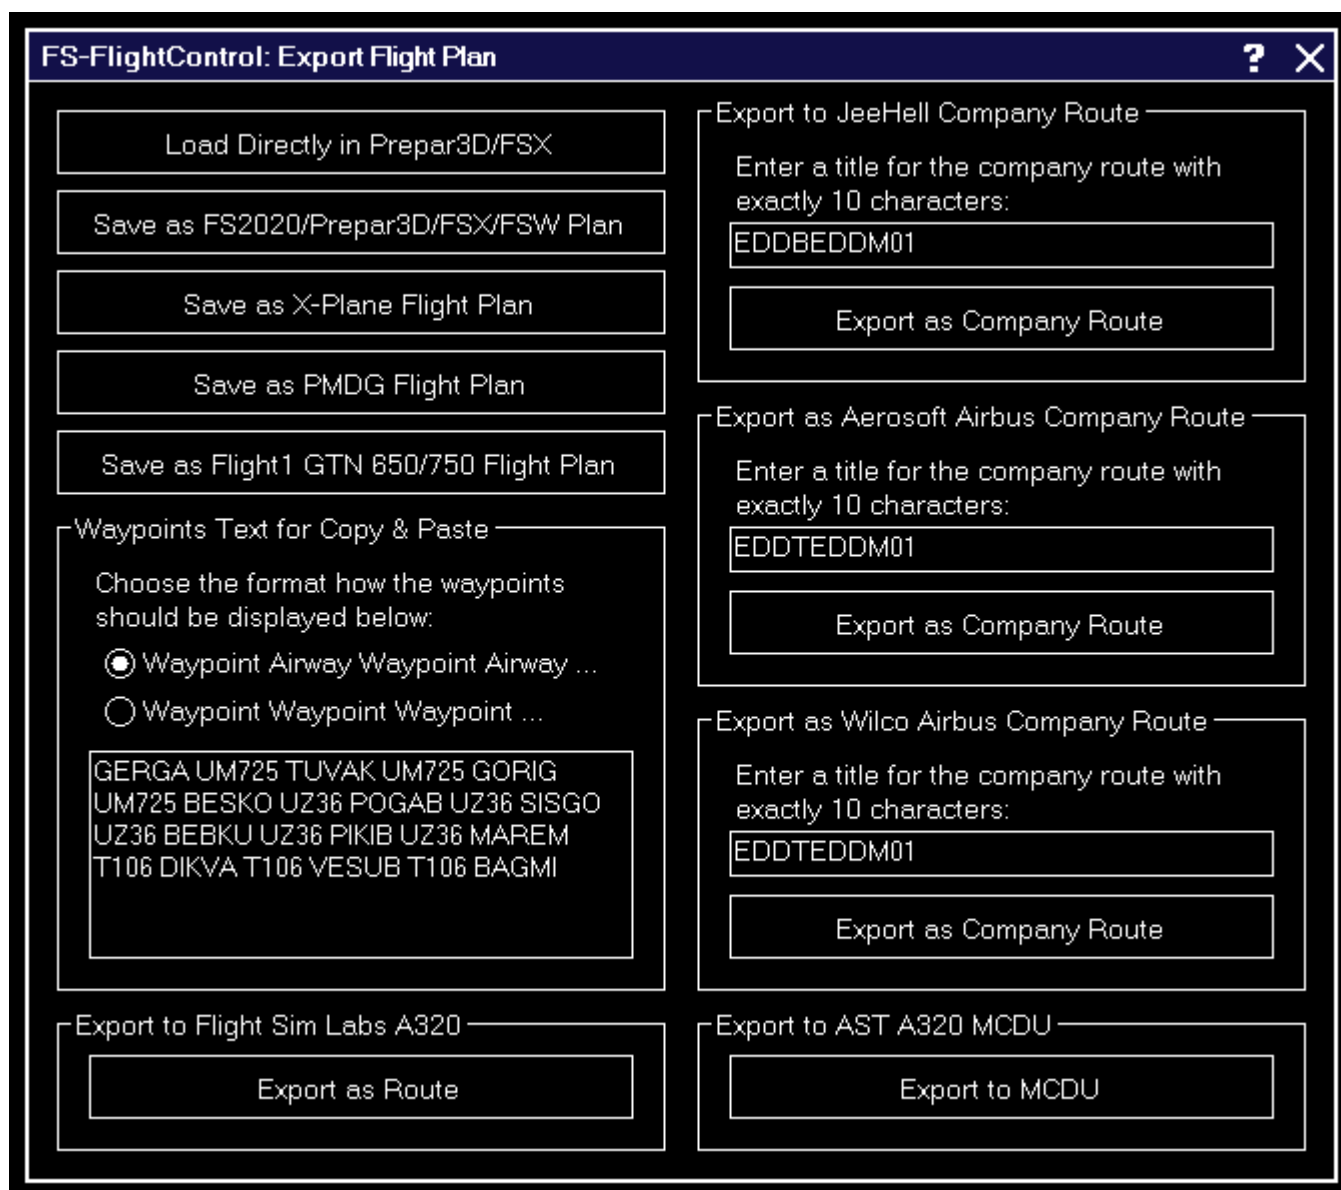 FS-FlightControl: Export Flight Plan ?
Load Directly in Prepar3D/FSX
Save as FS2020/Prepar3D/FSX/FSW Plan
Save as X-Plane Flight Plan
Save as PMDG Flight Plan
Save as Flight1 GTN 650/750 Flight Plan
Waypoints Text for Copy & Paste
Choose the format how the waypoints
should be displayed below:
Waypoint Airway Waypoint Airway ...
Waypoint Waypoint Waypoint ...
GERGA UM725 TUVAK UM725 GORIG
UM725 BESKO UZ36 POGAB UZ36 SISGO
UZ36 BEBKU UZ36 PIKIB UZ36 MAREM
T106 DIKVA T106 VESUB T106 BAGMI
Export to Flight Sim Labs A320
Export as Route
Export to JeeHell Company Route
Enter a title for the company route with
exactly 10 characters:
EDDBEDDM01
Export as Company Route
Export as Aerosoft Airbus Company Route
Enter a title for the company route with
exactly 10 characters:
EDDTEDDM01
Export as Company Route
Export as Wilco Airbus Company Route
Enter a title for the company route with
exactly 10 characters:
EDDTEDDM01
Export as Company Route
Export to AST A320 MCDU
Export to MCDU